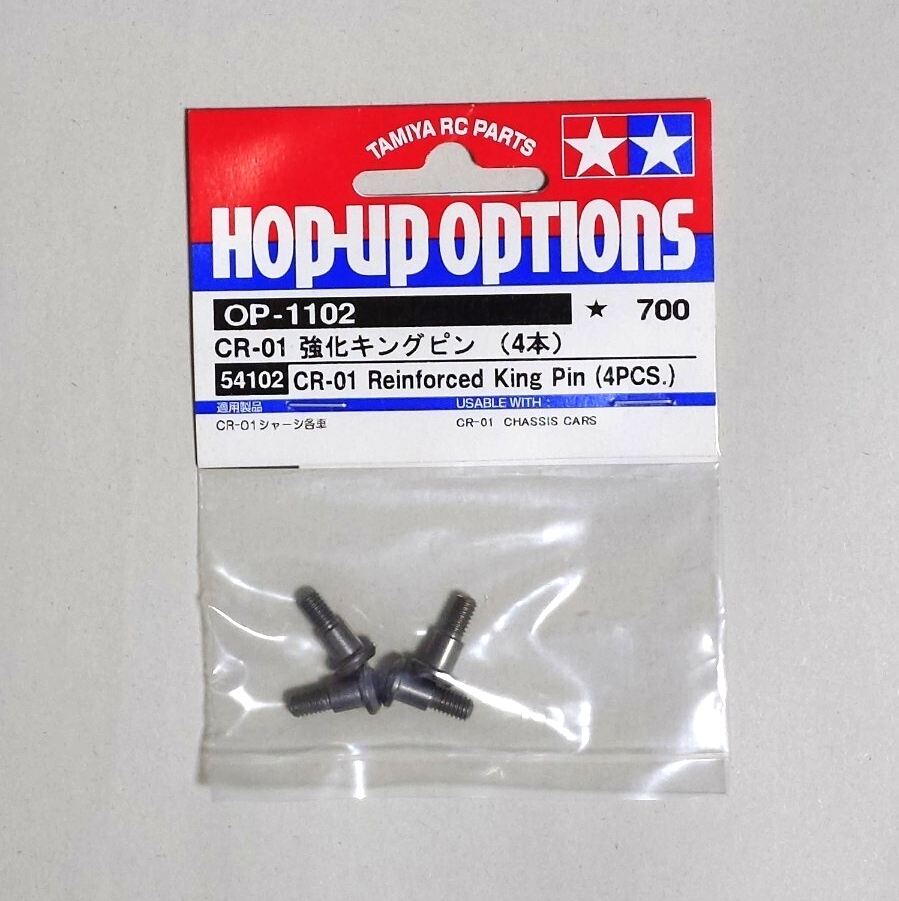 TAMIYA RC PARTS
HOP-UP OPTIONS
OP-1102 ★ 700
CR-01 強化キングピン (4本)
54102 CR-01 Reinforced King Pin (4PCS.)
適用製品 USABLE WITH :
CR-01シャーシ各車 CR-01 CHASSIS CARS